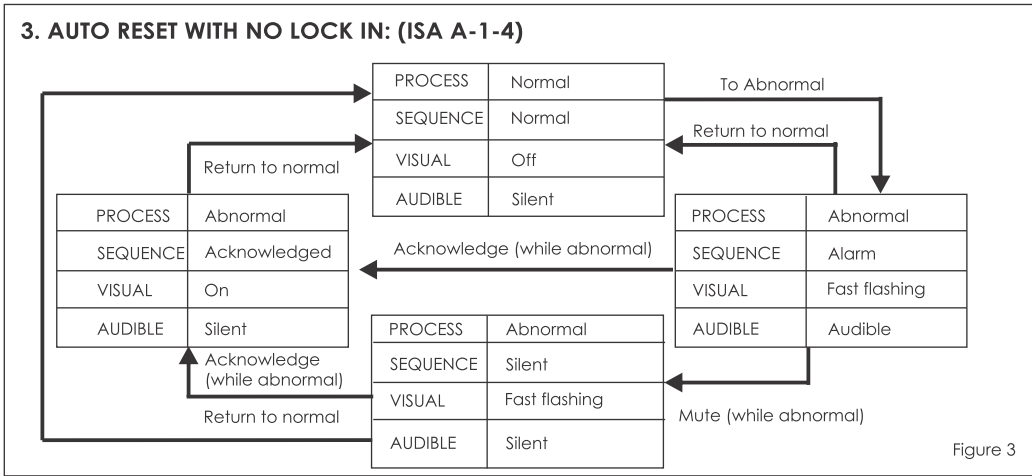 3. AUTO RESET WITH NO LOCK IN: (ISA A-1-4)
PROCESS Normal
SEQUENCE Normal
VISUAL Off
AUDIBLE Silent
To Abnormal
Return to normal
Return to normal
PROCESS Abnormal
SEQUENCE Acknowledged
VISUAL On
AUDIBLE Silent
Acknowledge (while abnormal)
PROCESS Abnormal
SEQUENCE Alarm
VISUAL Fast flashing
AUDIBLE Audible
Acknowledge
(while abnormal)
Return to normal
PROCESS Abnormal
SEQUENCE Silent
VISUAL Fast flashing
AUDIBLE Silent
Mute (while abnormal)
Figure 3